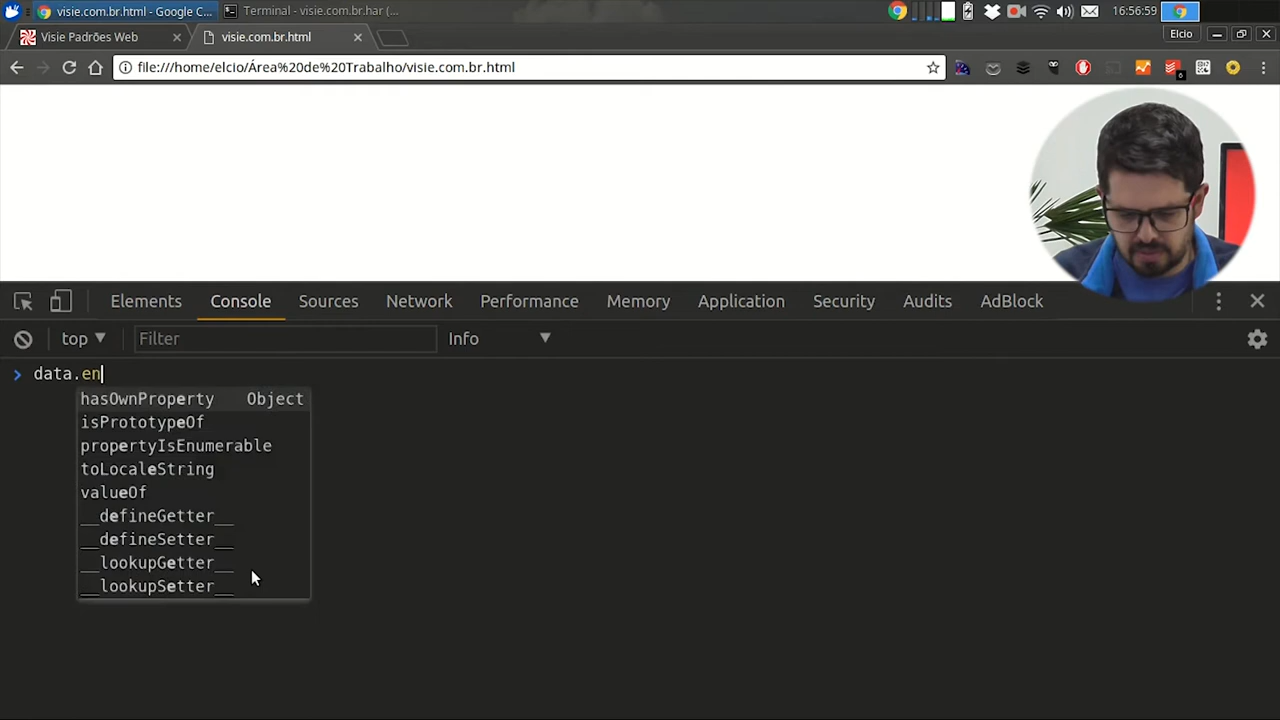 visie.com.br.html - Google C...
Terminal - visie.com.br.har (...
16:56:59
Visie Padrões Web
visie.com.br.html
Elcio
file:///home/elcio/Área%20de%20Trabalho/visie.com.br.html
6
Elements Console Sources Network Performance Memory Application Security Audits AdBlock
top Filter Info
data.en
hasOwnProperty Object
isPrototypeOf
propertyIsEnumerable
toLocaleString
valueOf
__defineGetter__
__defineSetter__
__lookupGetter__
__lookupSetter__